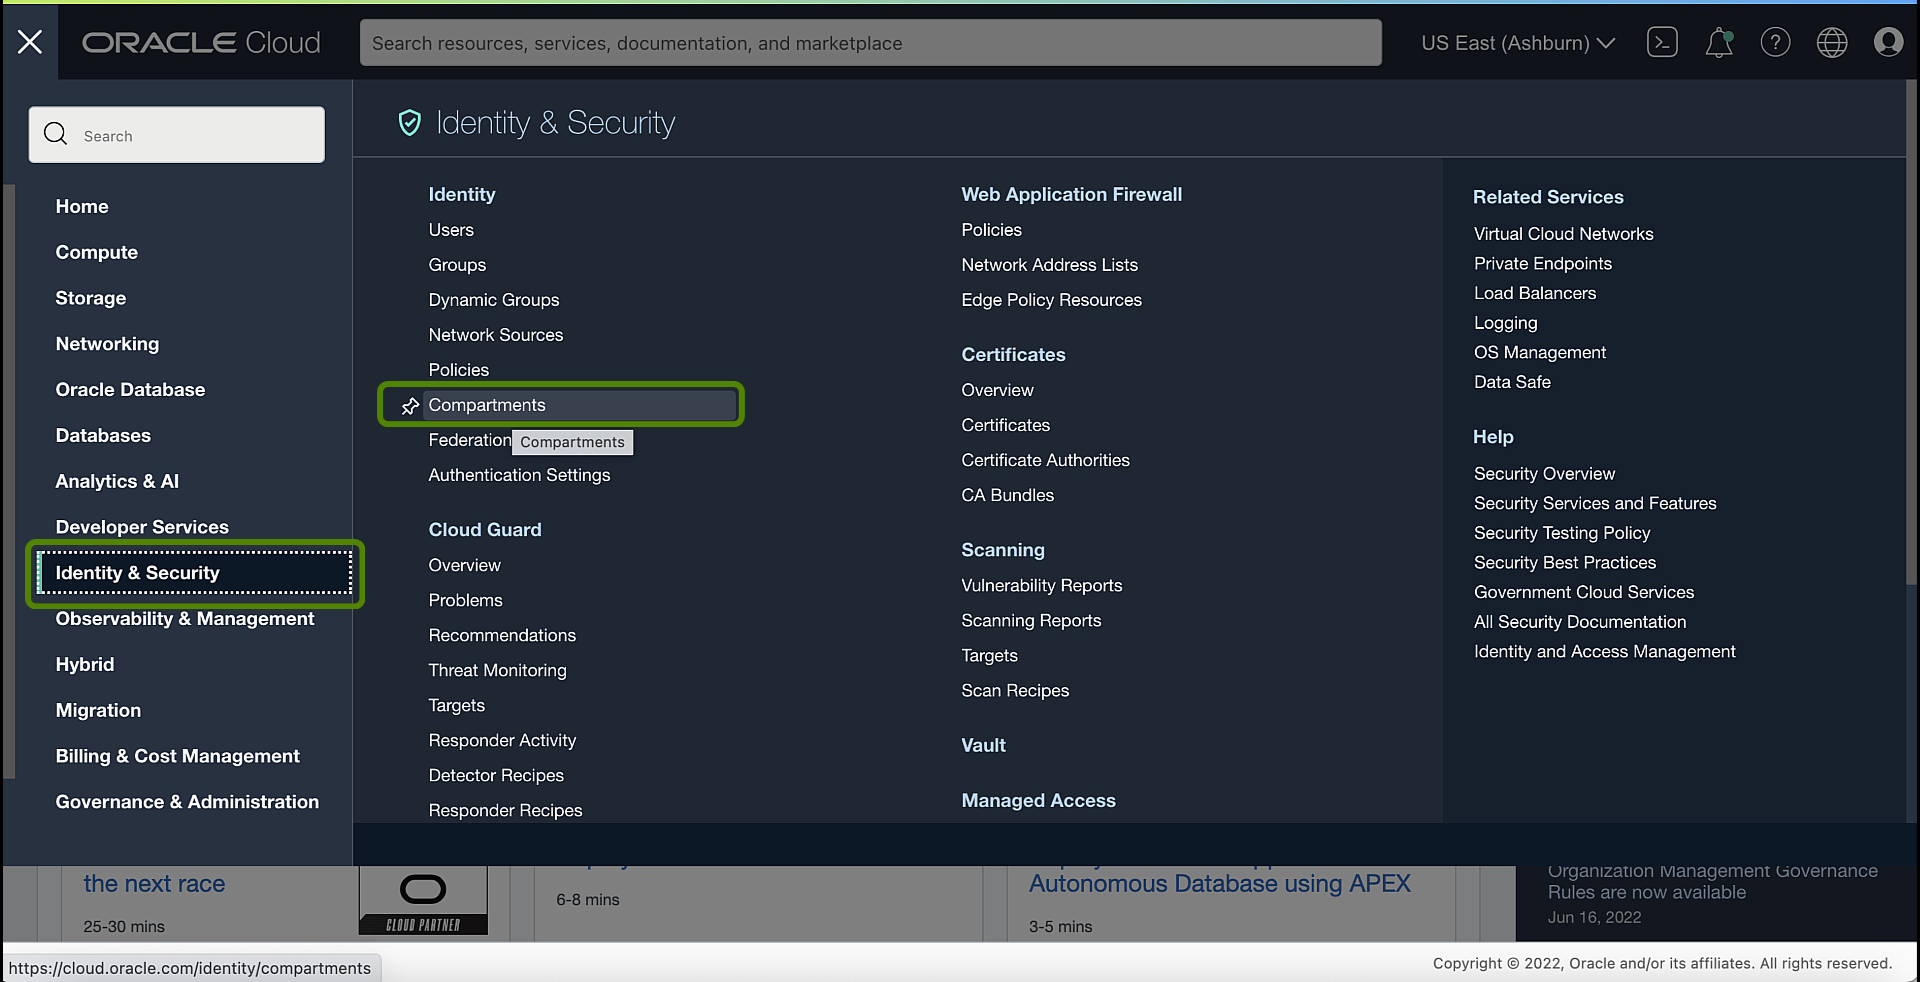 ORACLE Cloud
Search resources, services, documentation, and marketplace
US East (Ashburn)
Search
Home
Compute
Storage
Networking
Oracle Database
Databases
Analytics & AI
Developer Services
Identity & Security
Observability & Management
Hybrid
Migration
Billing & Cost Management
Governance & Administration
Identity & Security
Identity
Users
Groups
Dynamic Groups
Network Sources
Policies
Compartments
Federation
Compartments
Authentication Settings
Cloud Guard
Overview
Problems
Recommendations
Threat Monitoring
Targets
Responder Activity
Detector Recipes
Responder Recipes
Web Application Firewall
Policies
Network Address Lists
Edge Policy Resources
Certificates
Overview
Certificates
Certificate Authorities
CA Bundles
Scanning
Vulnerability Reports
Scanning Reports
Targets
Scan Recipes
Vault
Managed Access
Related Services
Virtual Cloud Networks
Private Endpoints
Load Balancers
Logging
OS Management
Data Safe
Help
Security Overview
Security Services and Features
Security Testing Policy
Security Best Practices
Government Cloud Services
All Security Documentation
Identity and Access Management
the next race
25-30 mins
CLOUD PARTNER
6-8 mins
Autonomous Database using APEX
3-5 mins
Organization Management Governance
Rules are now available
Jun 16, 2022
https://cloud.oracle.com/identity/compartments
Copyright © 2022, Oracle and/or its affiliates. All rights reserved.